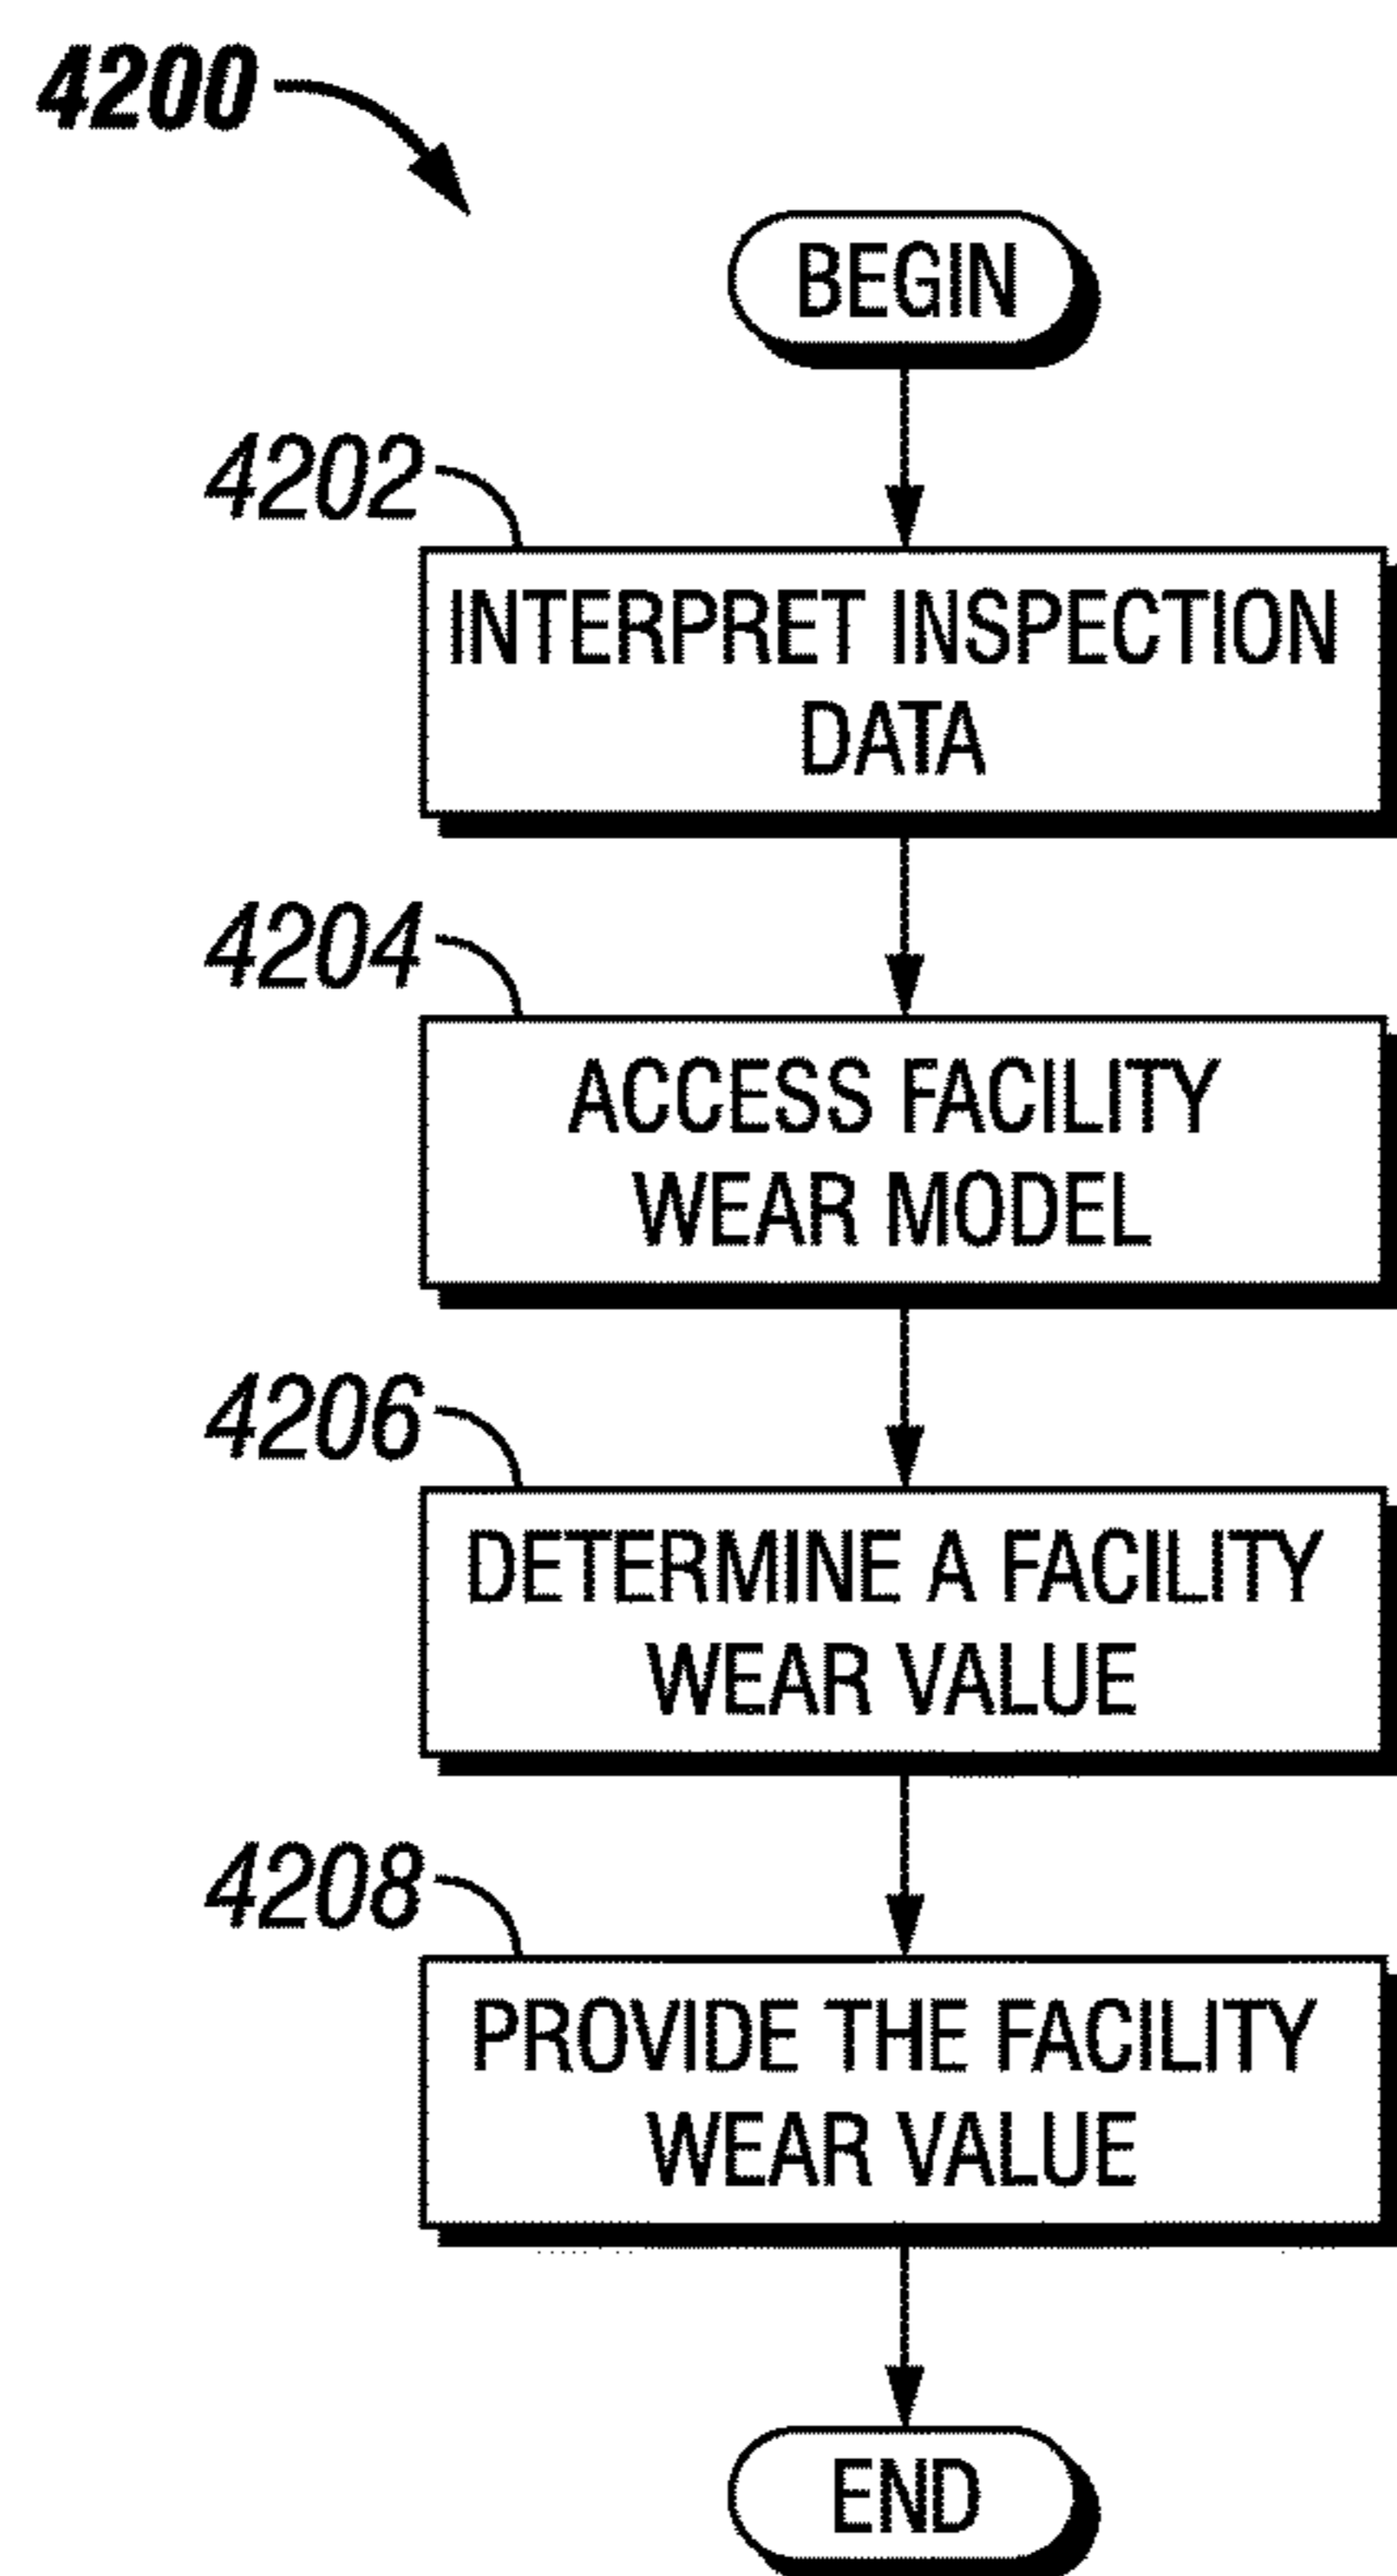 4200
BEGIN
4202
INTERPRET INSPECTION
DATA
4204
ACCESS FACILITY
WEAR MODEL
4206
DETERMINE A FACILITY
WEAR VALUE
4208
PROVIDE THE FACILITY
WEAR VALUE
END